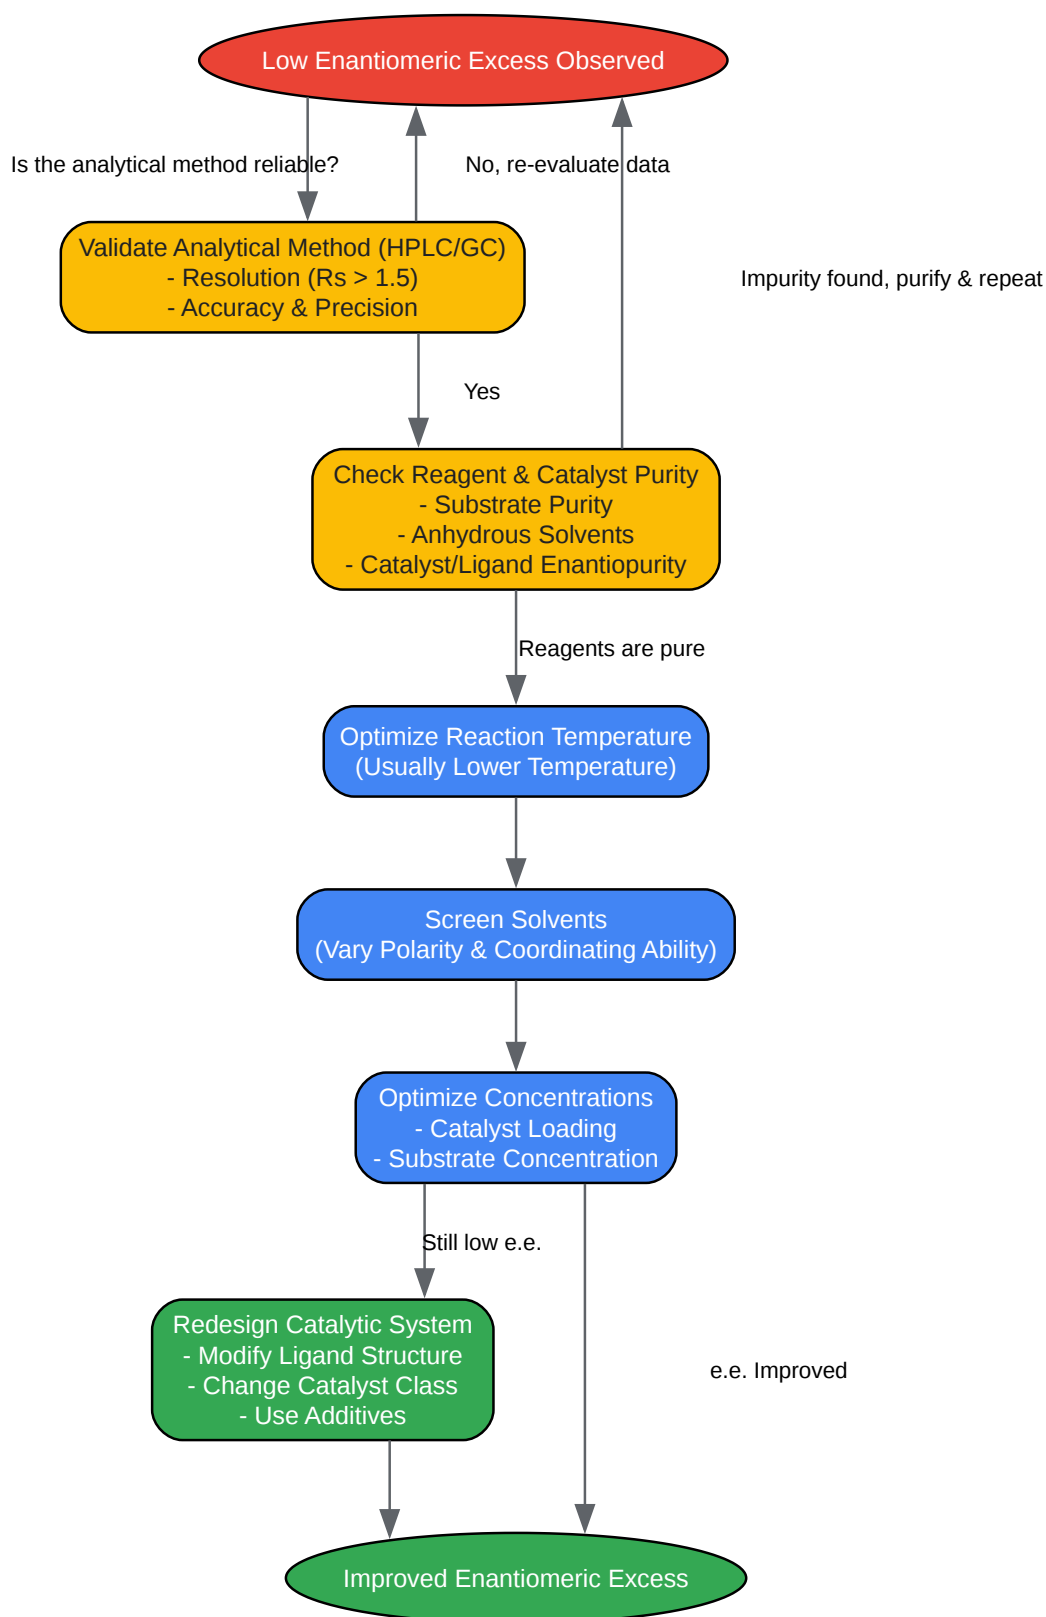 Low Enantiomeric Excess Observed
Is the analytical method reliable?
No, re-evaluate data
Validate Analytical Method (HPLC/GC)
- Resolution (Rs > 1.5)
- Accuracy & Precision
Impurity found, purify & repeat
Yes
Check Reagent & Catalyst Purity
- Substrate Purity
- Anhydrous Solvents
- Catalyst/Ligand Enantiopurity
Reagents are pure
Optimize Reaction Temperature
(Usually Lower Temperature)
Screen Solvents
(Vary Polarity & Coordinating Ability)
Optimize Concentrations
- Catalyst Loading
- Substrate Concentration
Still low e.e.
Redesign Catalytic System
- Modify Ligand Structure
- Change Catalyst Class
- Use Additives
e.e. Improved
Improved Enantiomeric Excess